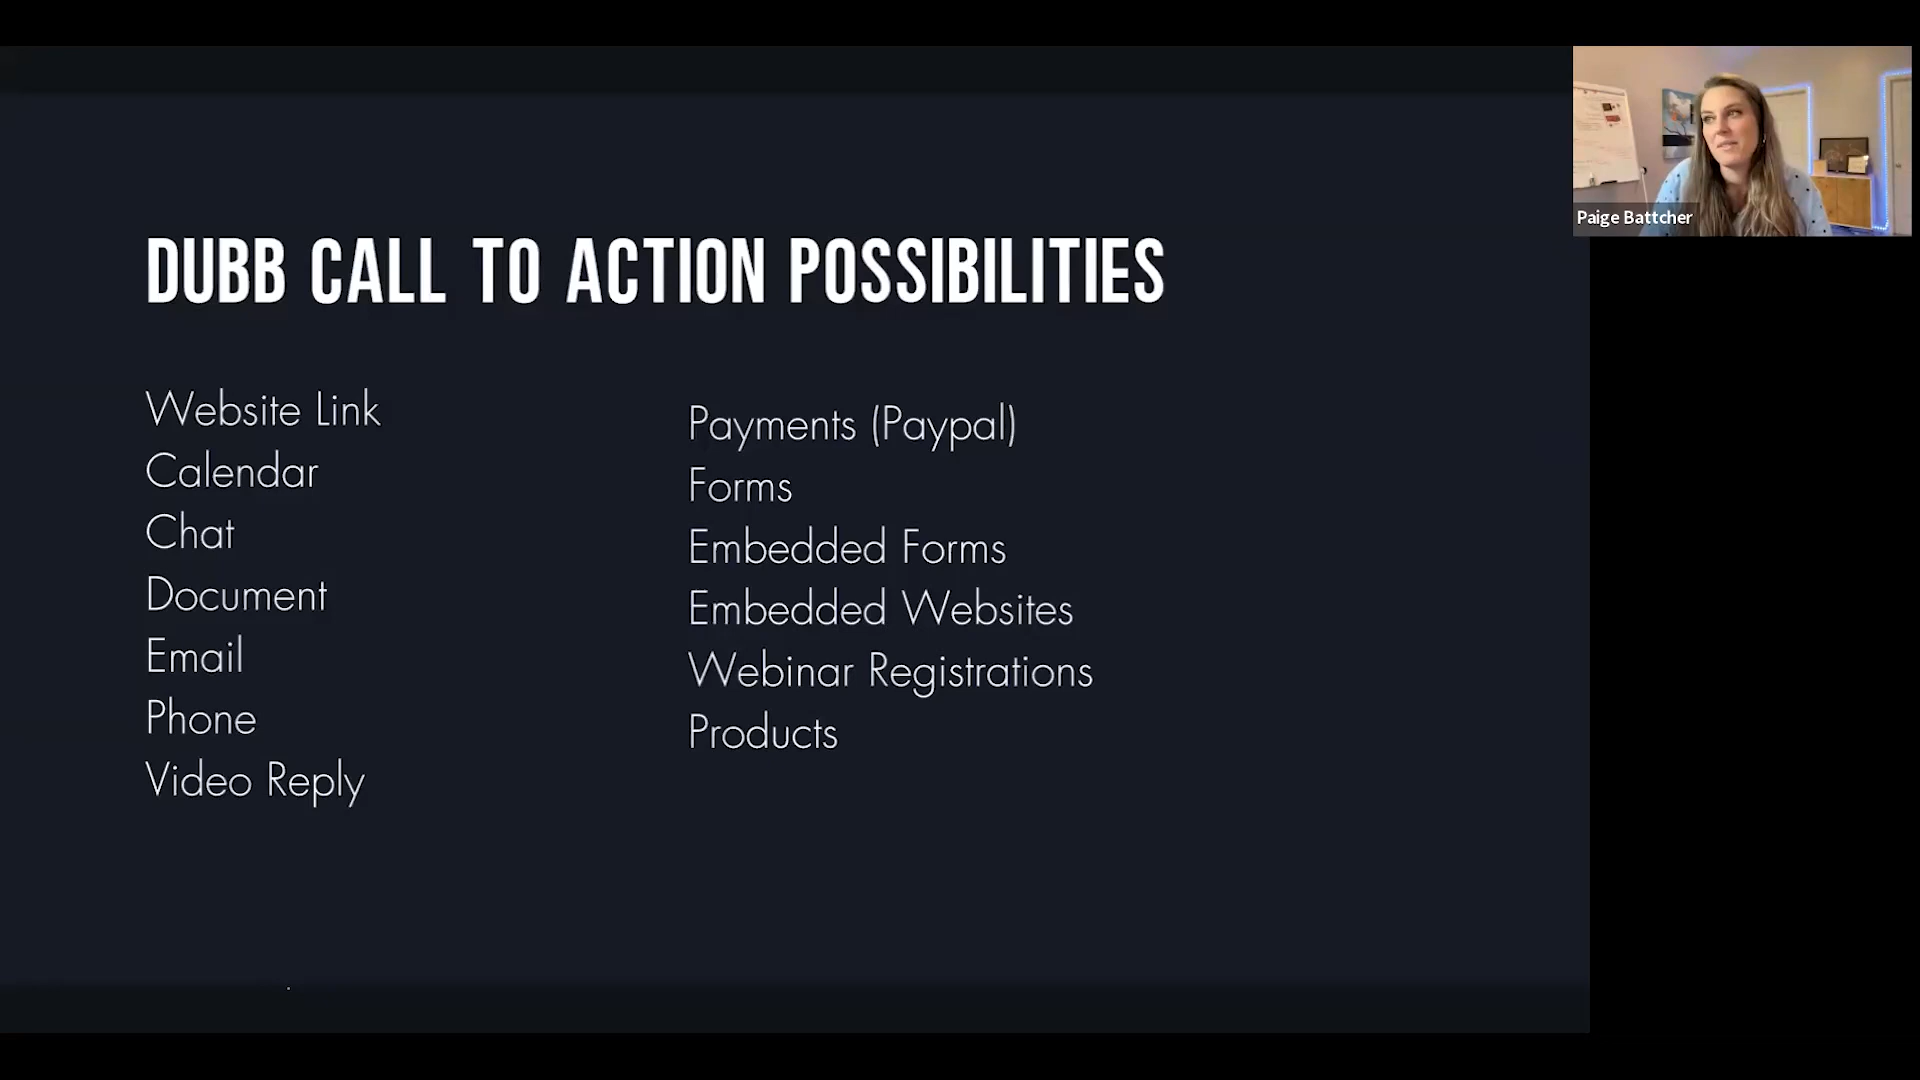 DUBB CALL TO ACTION POSSIBILITIES
Website Link
Calendar
Chat
Document
Email
Phone
Video Reply
Payments (Paypal)
Forms
Embedded Forms
Embedded Websites
Webinar Registrations
Products
Paige Battcher